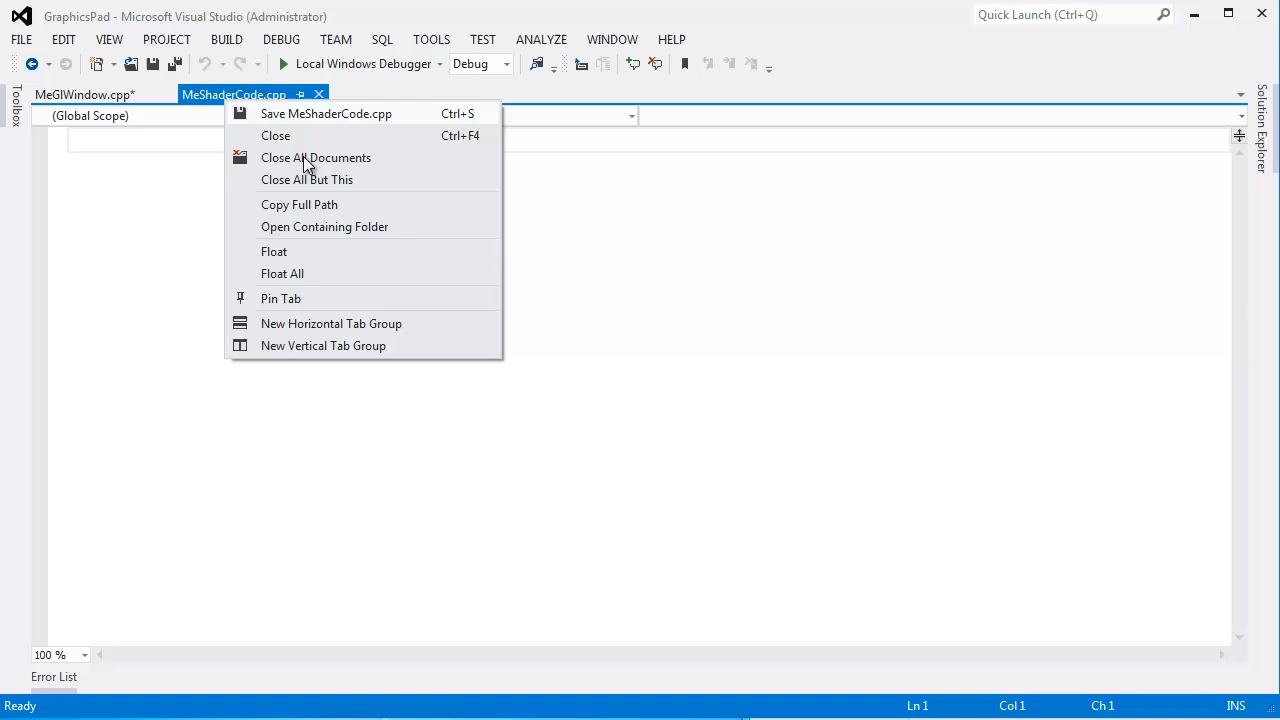 GraphicsPad - Microsoft Visual Studio (Administrator)
Quick Launch (Ctrl+Q)
FILE EDIT VIEW PROJECT BUILD DEBUG TEAM SQL TOOLS TEST ANALYZE WINDOW HELP
Local Windows Debugger Debug
Toolbox
MeGlWindow.cpp* MeShaderCode.cpp
(Global Scope)
Save MeShaderCode.cpp Ctrl+S
Close Ctrl+F4
Close All Documents
Close All But This
Copy Full Path
Open Containing Folder
Float
Float All
Pin Tab
New Horizontal Tab Group
New Vertical Tab Group
Solution Explorer
100 %
Error List
Ready Ln 1 Col 1 Ch 1 INS